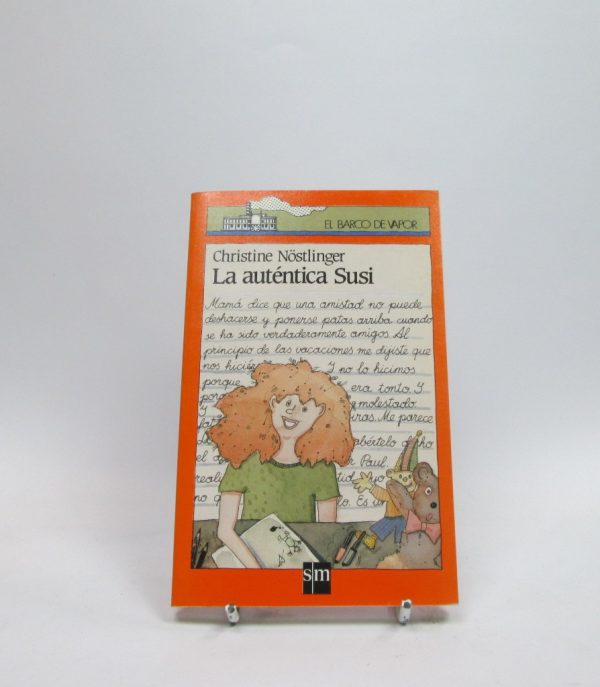 EL BARCO DE VAPOR
Christine Nöstlinger
La auténtica Susi
Mamá dice que una amistad no puede
deshacerse y ponerse patas arriba cuando
se ha sido verdaderamente amigos. Al
principio de las vacaciones me dijiste que
nos Y no lo hicimos
porque era tonto. Y
molestado
Me parece
el Paul.
no
sm